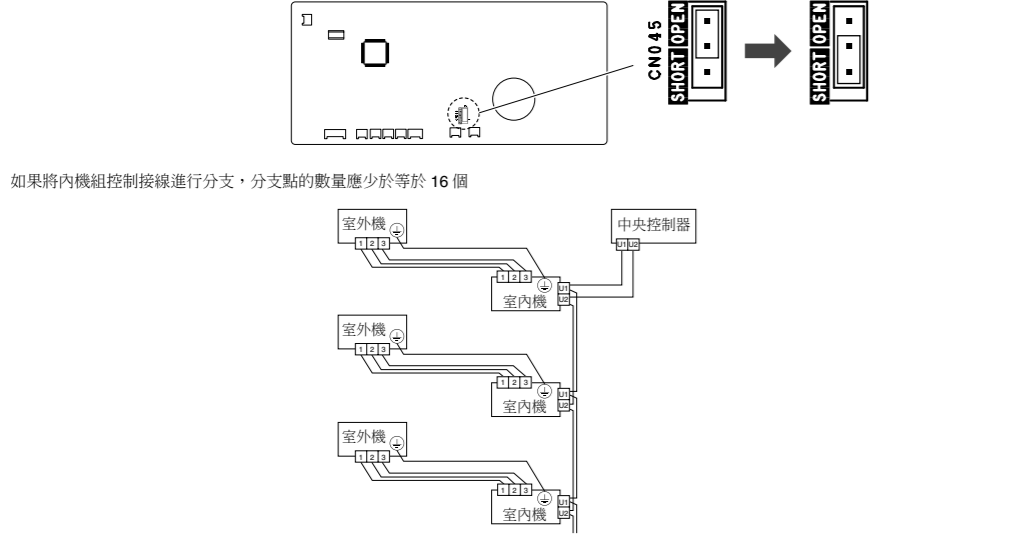 CN045
SHORT OPEN
SHORT OPEN
如果將內機組控制接線進行分支，分支點的數量應少於等於 16 個
室外機
1 2 3
中央控制器
U1 U2
1 2 3
室內機
U1
U2
室外機
1 2 3
1 2 3
室內機
U1
U2
室外機
1 2 3
1 2 3
室內機
U1
U2